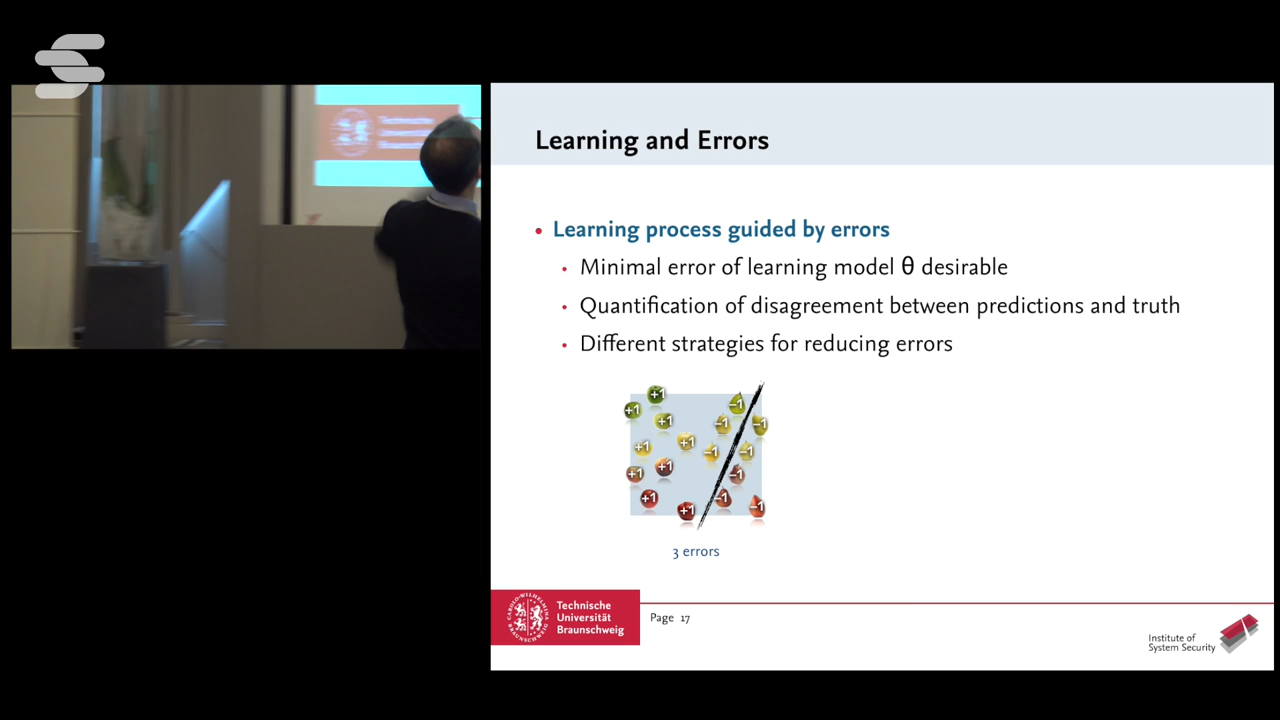 Technische
Universität
Learning and Errors
• Learning process guided by errors
• Minimal error of learning model θ desirable
• Quantification of disagreement between predictions and truth
• Different strategies for reducing errors
+1
-1
+1
+1
-1
-1
+1
+1
-1
-1
+1
+1
-1
+1
-1
+1
-1
3 errors
Technische
Universität
Braunschweig
Page 17
Institute of
System Security